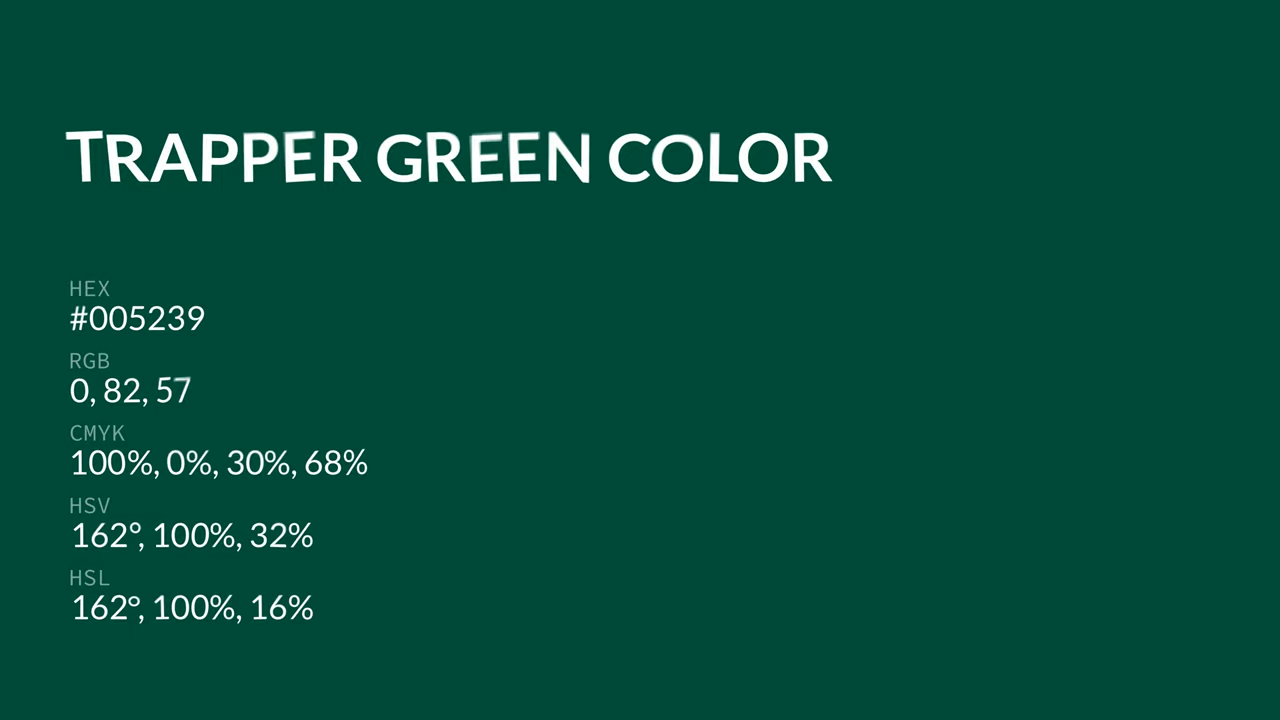 TRAPPER GREEN COLOR
HEX
#005239
RGB
0, 82, 57
CMYK
100%, 0%, 30%, 68%
HSV
162°, 100%, 32%
HSL
162°, 100%, 16%